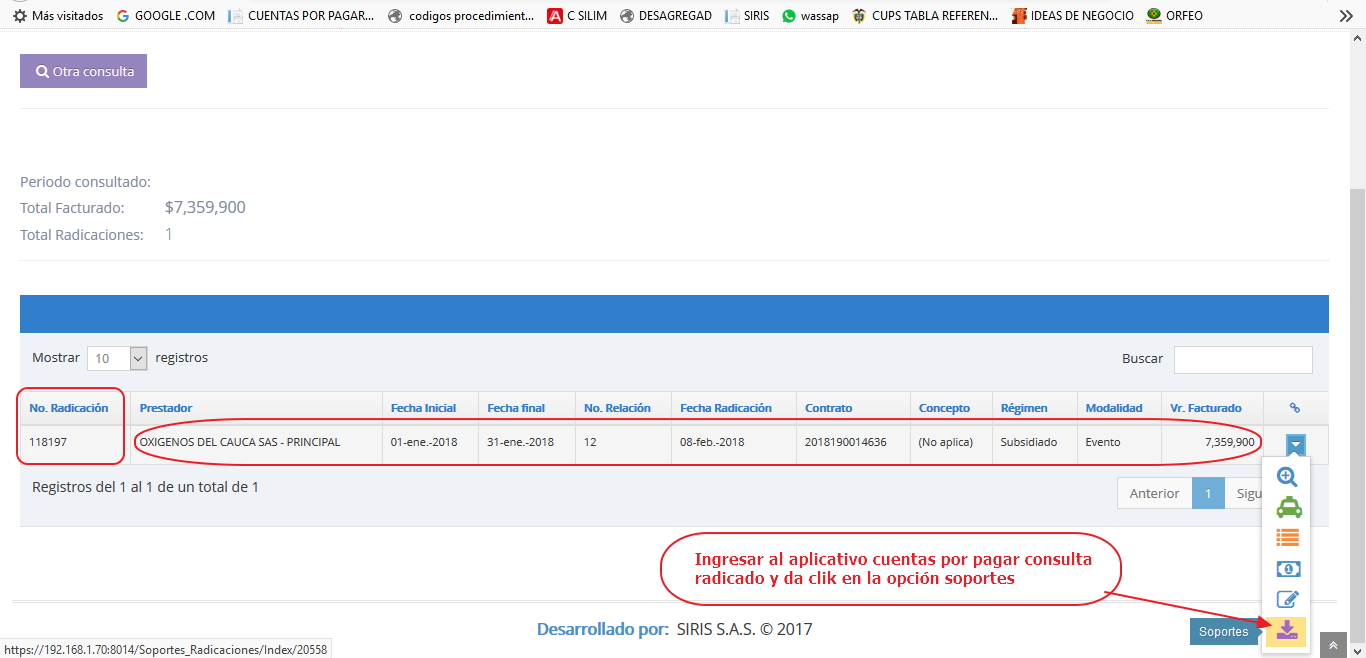 Más visitados GOOGLE .COM CUENTAS POR PAGAR... codigos procedimient... C SILIM DESAGREGAD SIRIS wassap CUPS TABLA REFEREN... IDEAS DE NEGOCIO ORFEO
Otra consulta
Periodo consultado:
Total Facturado: $7,359,900
Total Radicaciones: 1
Mostrar 10 registros Buscar
No. Radicación Prestador Fecha Inicial Fecha final No. Relación Fecha Radicación Contrato Concepto Régimen Modalidad Vr. Facturado
118197 OXIGENOS DEL CAUCA SAS - PRINCIPAL 01-ene.-2018 31-ene.-2018 12 08-feb.-2018 2018190014636 (No aplica) Subsidiado Evento 7,359,900
Registros del 1 al 1 de un total de 1 Anterior 1 Sigu
Ingresar al aplicativo cuentas por pagar consulta
radicado y da clik en la opción soportes
Desarrollado por: SIRIS S.A.S. © 2017 Soportes
https://192.168.1.70:8014/Soportes_Radicaciones/Index/20558